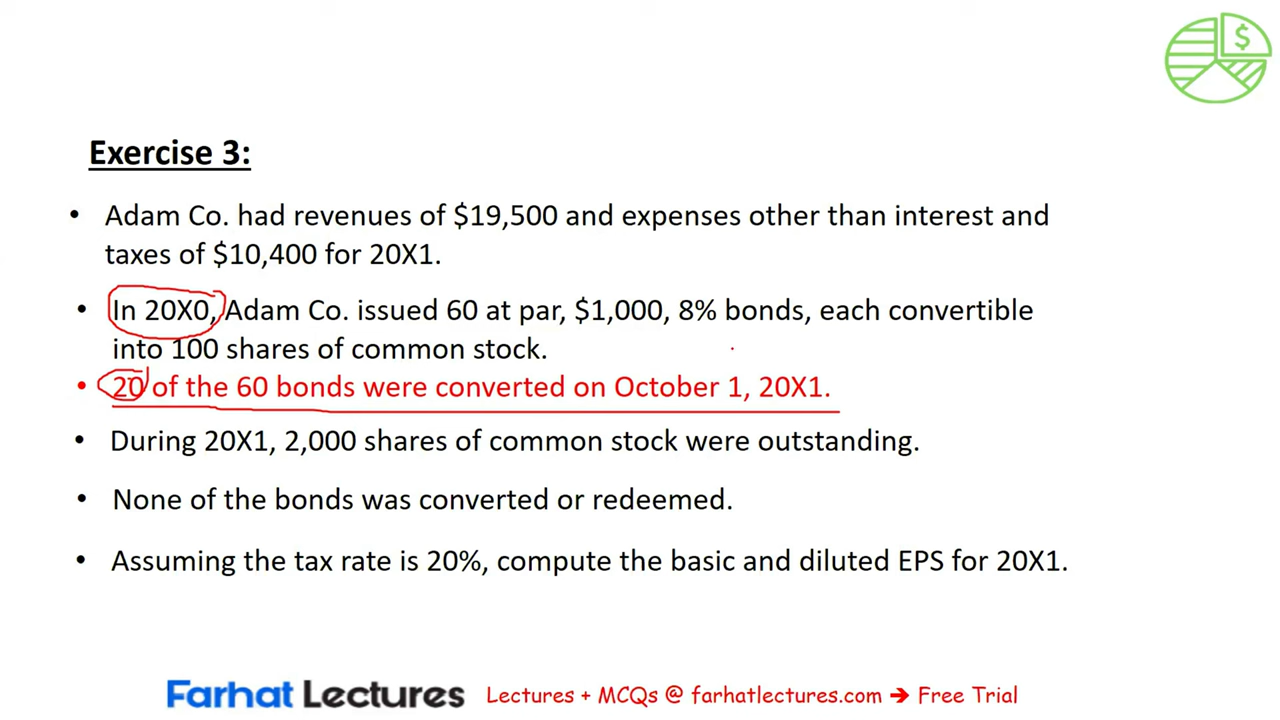 $
Exercise 3:
• Adam Co. had revenues of $19,500 and expenses other than interest and
taxes of $10,400 for 20X1.
• In 20X0, Adam Co. issued 60 at par, $1,000, 8% bonds, each convertible
into 100 shares of common stock.
• 20 of the 60 bonds were converted on October 1, 20X1.
• During 20X1, 2,000 shares of common stock were outstanding.
• None of the bonds was converted or redeemed.
• Assuming the tax rate is 20%, compute the basic and diluted EPS for 20X1.
Farhat Lectures Lectures + MCQs @ farhatlectures.com ➔ Free Trial